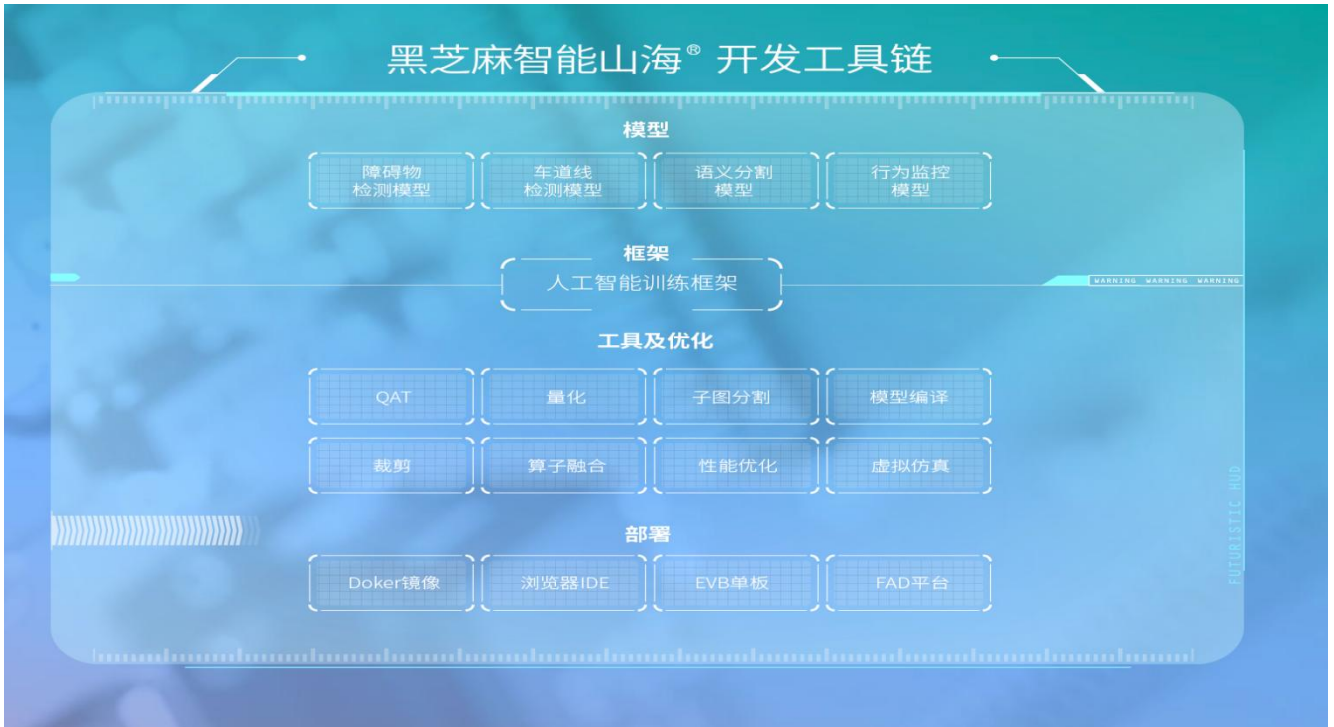 黑芝麻智能山海® 开发工具链
模型
障碍物
检测模型
车道线
检测模型
语义分割
模型
行为监控
模型
框架
人工智能训练框架
WARNING WARNING WARNING
工具及优化
QAT
量化
子图分割
模型编译
裁剪
算子融合
性能优化
虚拟仿真
FUTURISTIC HUD
部署
Doker镜像
浏览器IDE
EVB单板
FAD平台